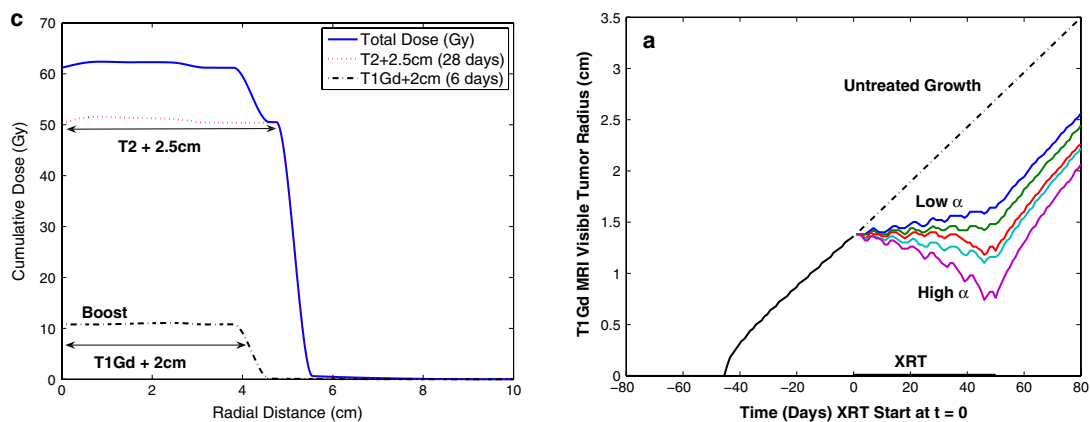 c
Cumulative Dose (Gy)
70
60
50
40
30
20
10
0
Total Dose (Gy)
T2+2.5cm (28 days)
T1Gd+2cm (6 days)
T2 + 2.5cm
Boost
T1Gd + 2cm
0 2 4 6 8 10
Radial Distance (cm)
a
T1Gd MRI Visible Tumor Radius (cm)
3.5
3
2.5
2
1.5
1
0.5
0
Untreated Growth
Low α
High α
XRT
−80 −60 −40 −20 0 20 40 60 80
Time (Days) XRT Start at t = 0